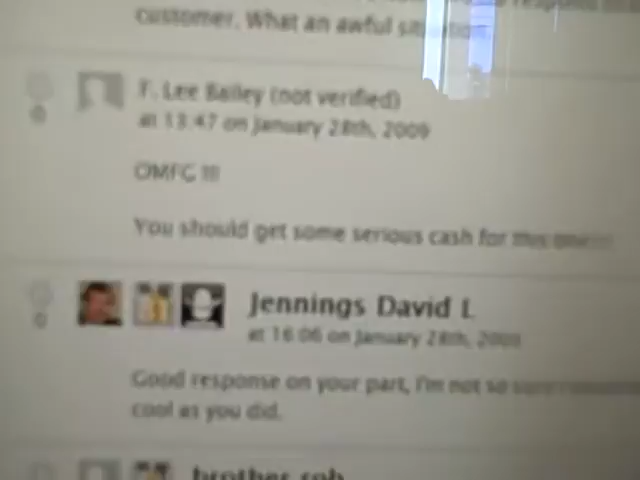 customer. What an awful
F. Lee Bailey (not verified)
at 13:47 on January 28th, 2009
OMFG !!!
You should get some serious cash for this one!!!
Jennings David L
at 16:06 on January 28th, 2009
Good response on your part, I'm not so sure
cool as you did.
brother rob